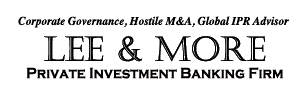 Corporate Governance, Hostile M&A, Global IPR Advisor
LEE & MORE
PRIVATE INVESTMENT BANKING FIRM